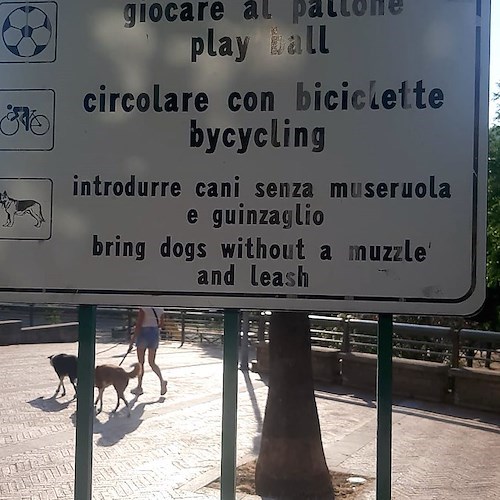 giocare al pallone
play ball
circolare con biciclette
bycycling
introdurre cani senza museruola
e guinzaglio
bring dogs without a muzzle
and leash